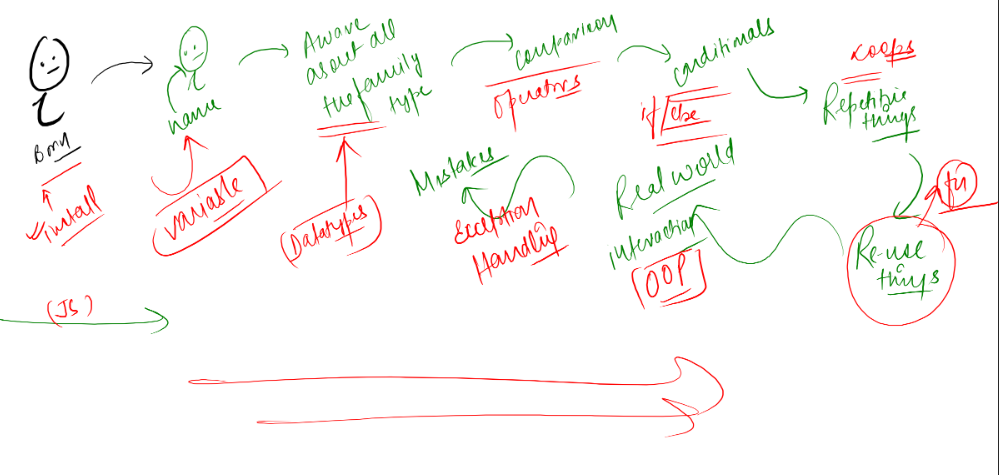 Born
install
name
variable
Aware
about all
the family
type
Datatypes
comparison
operators
conditionals
if else
Loops
Repetitive
things
fn
Re-use
things
Real world
interaction
OOP
Mistakes
Exception
Handling
(JS)